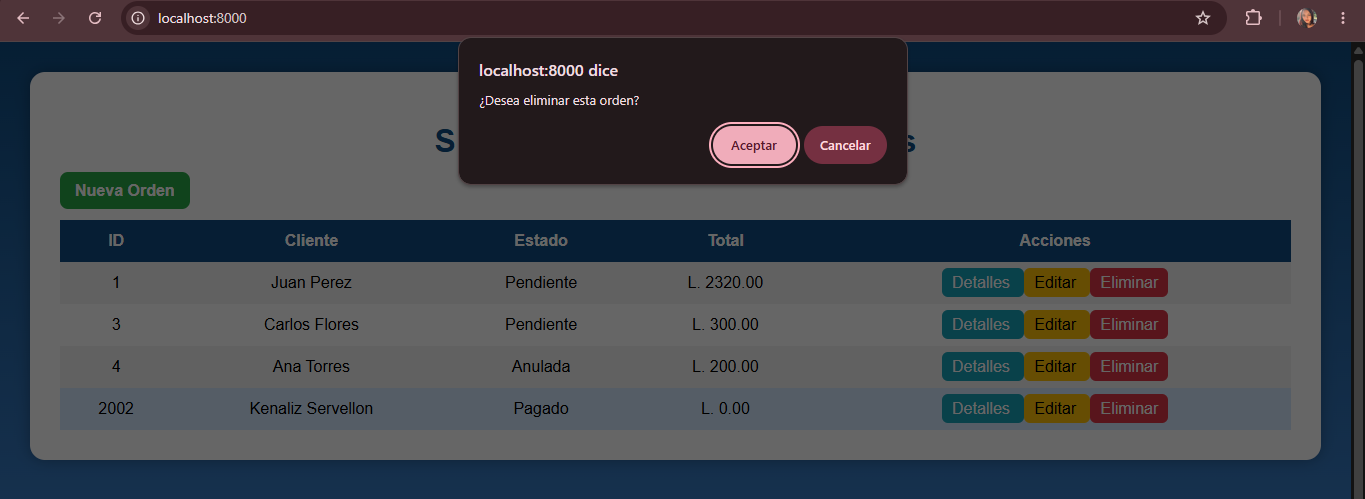 localhost:8000
localhost:8000 dice
¿Desea eliminar esta orden?
Aceptar Cancelar
Nueva Orden
ID Cliente Estado Total Acciones
1 Juan Perez Pendiente L. 2320.00 Detalles Editar Eliminar
3 Carlos Flores Pendiente L. 300.00 Detalles Editar Eliminar
4 Ana Torres Anulada L. 200.00 Detalles Editar Eliminar
2002 Kenaliz Servellon Pagado L. 0.00 Detalles Editar Eliminar